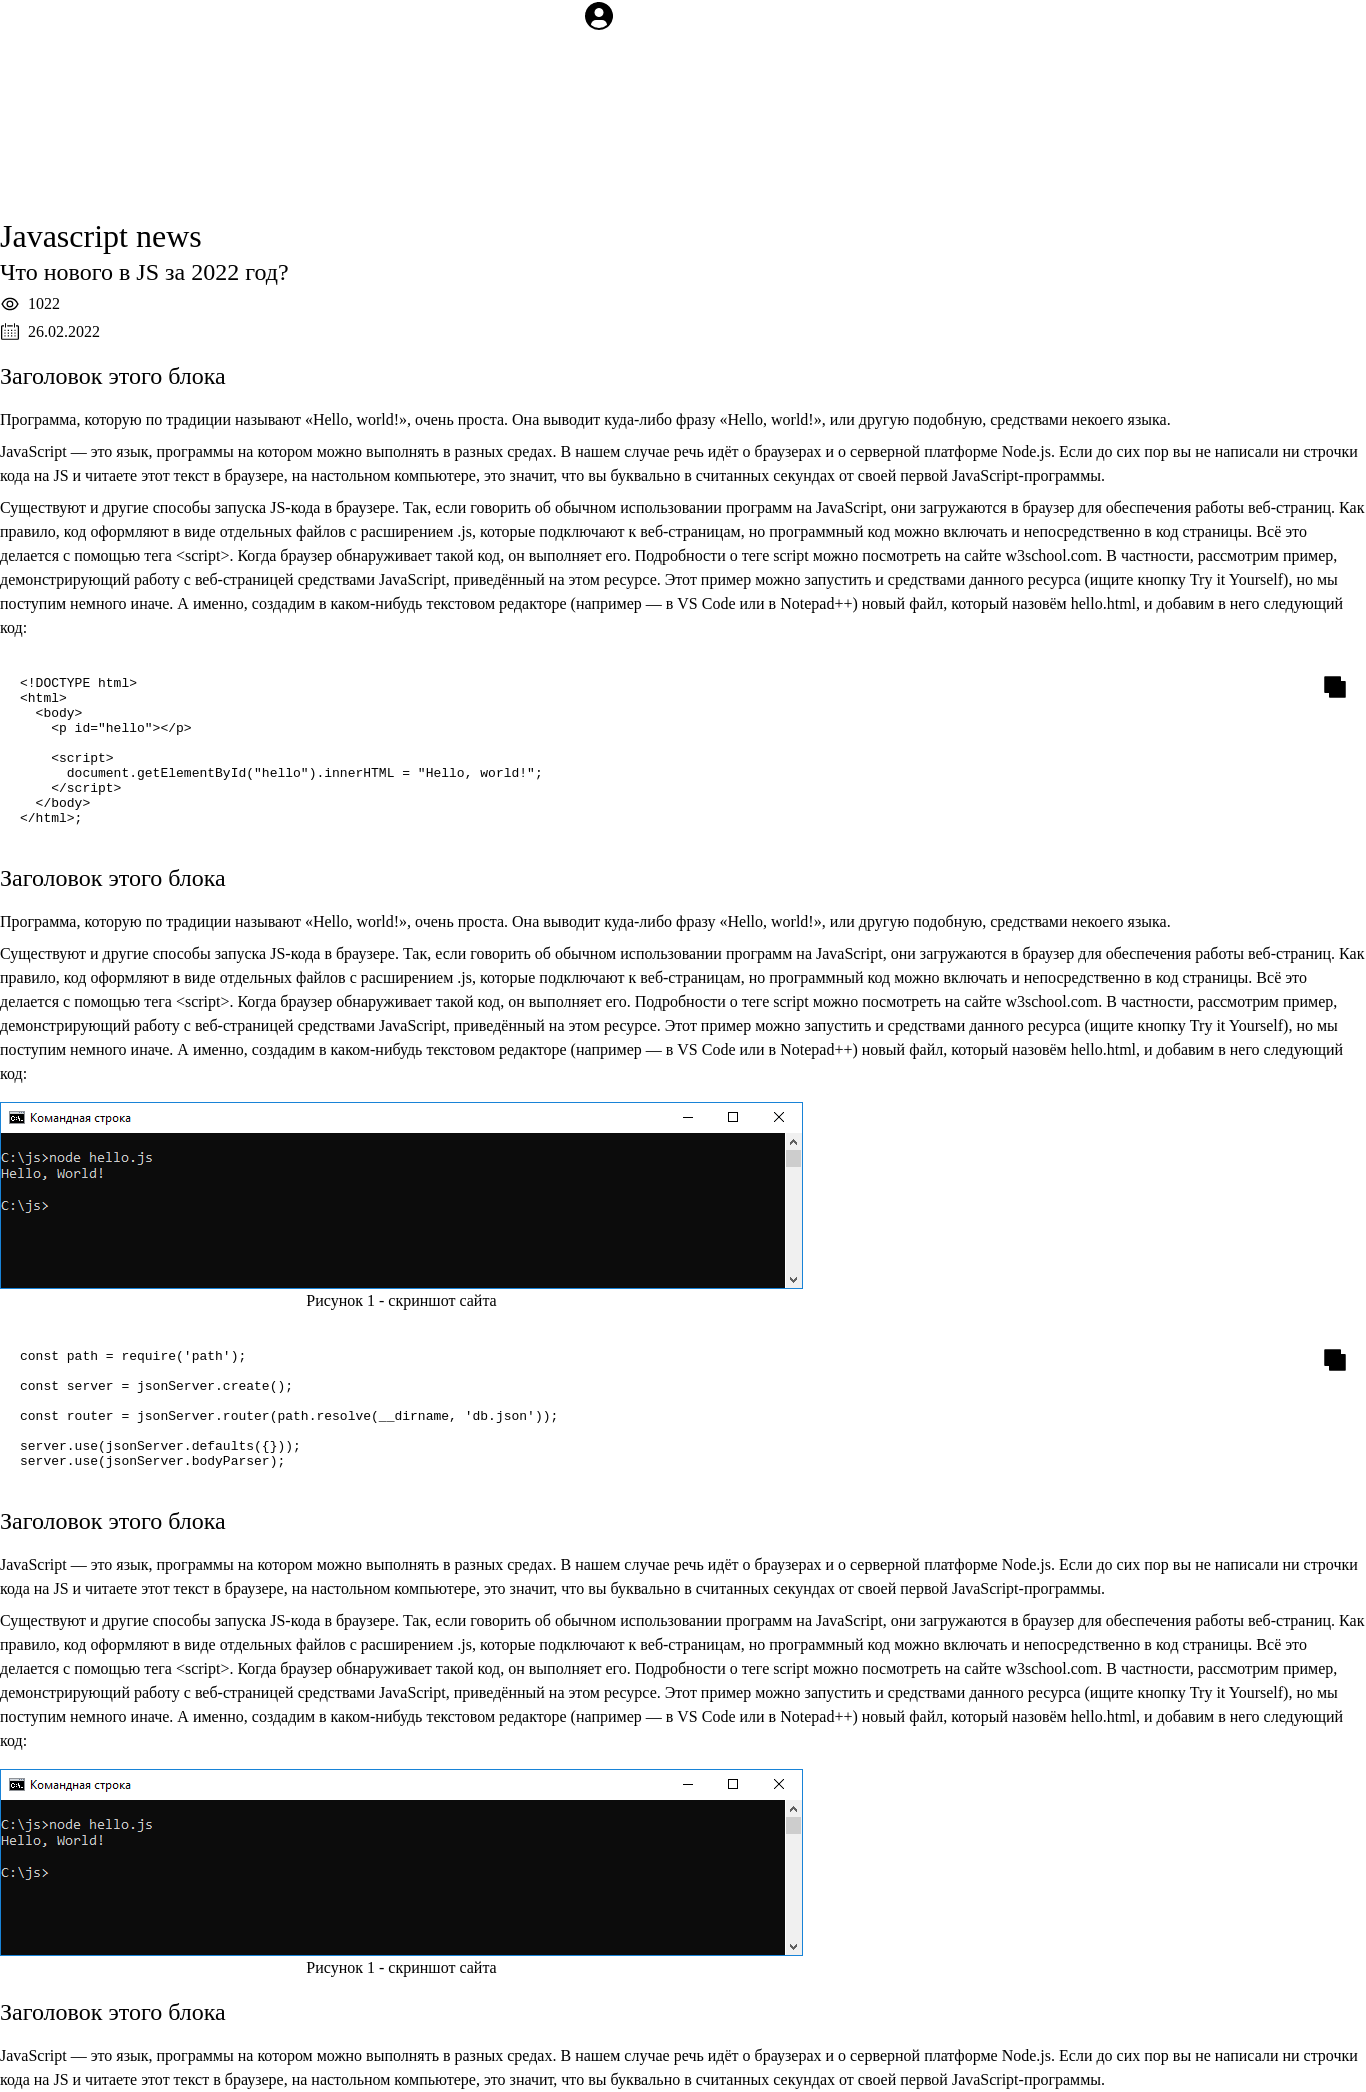 Javascript news
Что нового в JS за 2022 год?
1022
26.02.2022
Заголовок этого блока
Программа, которую по традиции называют «Hello, world!», очень проста. Она выводит куда-либо фразу «Hello, world!», или другую подобную, средствами некоего языка.
JavaScript — это язык, программы на котором можно выполнять в разных средах. В нашем случае речь идёт о браузерах и о серверной платформе Node.js. Если до сих пор вы не написали ни строчки
кода на JS и читаете этот текст в браузере, на настольном компьютере, это значит, что вы буквально в считанных секундах от своей первой JavaScript-программы.
Существуют и другие способы запуска JS-кода в браузере. Так, если говорить об обычном использовании программ на JavaScript, они загружаются в браузер для обеспечения работы веб-страниц. Как
правило, код оформляют в виде отдельных файлов с расширением .js, которые подключают к веб-страницам, но программный код можно включать и непосредственно в код страницы. Всё это
делается с помощью тега <script>. Когда браузер обнаруживает такой код, он выполняет его. Подробности о теге script можно посмотреть на сайте w3school.com. В частности, рассмотрим пример,
демонстрирующий работу с веб-страницей средствами JavaScript, приведённый на этом ресурсе. Этот пример можно запустить и средствами данного ресурса (ищите кнопку Try it Yourself), но мы
поступим немного иначе. А именно, создадим в каком-нибудь текстовом редакторе (например — в VS Code или в Notepad++) новый файл, который назовём hello.html, и добавим в него следующий
код:
<!DOCTYPE html>
<html>
  <body>
    <p id="hello"></p>
    <script>
      document.getElementById("hello").innerHTML = "Hello, world!";
    </script>
  </body>
</html>;
Заголовок этого блока
Программа, которую по традиции называют «Hello, world!», очень проста. Она выводит куда-либо фразу «Hello, world!», или другую подобную, средствами некоего языка.
Существуют и другие способы запуска JS-кода в браузере. Так, если говорить об обычном использовании программ на JavaScript, они загружаются в браузер для обеспечения работы веб-страниц. Как
правило, код оформляют в виде отдельных файлов с расширением .js, которые подключают к веб-страницам, но программный код можно включать и непосредственно в код страницы. Всё это
делается с помощью тега <script>. Когда браузер обнаруживает такой код, он выполняет его. Подробности о теге script можно посмотреть на сайте w3school.com. В частности, рассмотрим пример,
демонстрирующий работу с веб-страницей средствами JavaScript, приведённый на этом ресурсе. Этот пример можно запустить и средствами данного ресурса (ищите кнопку Try it Yourself), но мы
поступим немного иначе. А именно, создадим в каком-нибудь текстовом редакторе (например — в VS Code или в Notepad++) новый файл, который назовём hello.html, и добавим в него следующий
код:
Командная строка
C:\js>node hello.js
Hello, World!
C:\js>
Рисунок 1 - скриншот сайта
const path = require('path');
const server = jsonServer.create();
const router = jsonServer.router(path.resolve(__dirname, 'db.json'));
server.use(jsonServer.defaults({}));
server.use(jsonServer.bodyParser);
Заголовок этого блока
JavaScript — это язык, программы на котором можно выполнять в разных средах. В нашем случае речь идёт о браузерах и о серверной платформе Node.js. Если до сих пор вы не написали ни строчки
кода на JS и читаете этот текст в браузере, на настольном компьютере, это значит, что вы буквально в считанных секундах от своей первой JavaScript-программы.
Существуют и другие способы запуска JS-кода в браузере. Так, если говорить об обычном использовании программ на JavaScript, они загружаются в браузер для обеспечения работы веб-страниц. Как
правило, код оформляют в виде отдельных файлов с расширением .js, которые подключают к веб-страницам, но программный код можно включать и непосредственно в код страницы. Всё это
делается с помощью тега <script>. Когда браузер обнаруживает такой код, он выполняет его. Подробности о теге script можно посмотреть на сайте w3school.com. В частности, рассмотрим пример,
демонстрирующий работу с веб-страницей средствами JavaScript, приведённый на этом ресурсе. Этот пример можно запустить и средствами данного ресурса (ищите кнопку Try it Yourself), но мы
поступим немного иначе. А именно, создадим в каком-нибудь текстовом редакторе (например — в VS Code или в Notepad++) новый файл, который назовём hello.html, и добавим в него следующий
код:
Командная строка
C:\js>node hello.js
Hello, World!
C:\js>
Рисунок 1 - скриншот сайта
Заголовок этого блока
JavaScript — это язык, программы на котором можно выполнять в разных средах. В нашем случае речь идёт о браузерах и о серверной платформе Node.js. Если до сих пор вы не написали ни строчки
кода на JS и читаете этот текст в браузере, на настольном компьютере, это значит, что вы буквально в считанных секундах от своей первой JavaScript-программы.